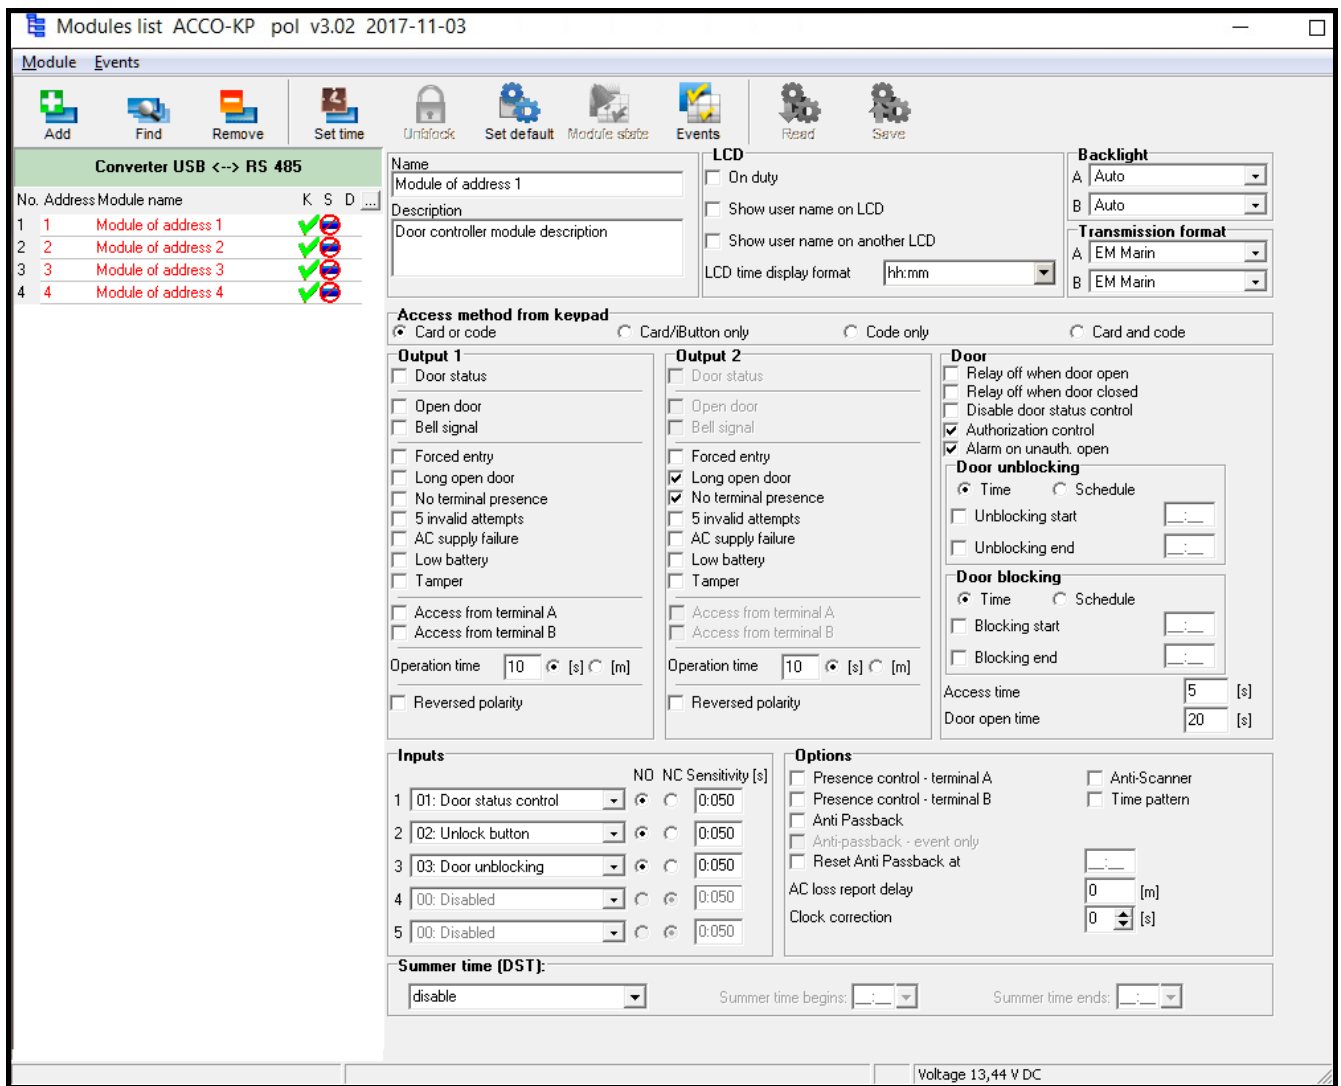 Modules list ACCO-KP pol v3.02 2017-11-03
Module Events
Add Find Remove Set time Unblock Set default Module state Events Read Save
Converter USB <--> RS 485
No. Address Module name K S D ...
1 1 Module of address 1
2 2 Module of address 2
3 3 Module of address 3
4 4 Module of address 4
Name
Module of address 1
Description
Door controller module description
LCD
On duty
Show user name on LCD
Show user name on another LCD
LCD time display format hh:mm
Backlight
A Auto
B Auto
Transmission format
A EM Marin
B EM Marin
Access method from keypad
Card or code Card/iButton only Code only Card and code
Output 1
Door status
Open door
Bell signal
Forced entry
Long open door
No terminal presence
5 invalid attempts
AC supply failure
Low battery
Tamper
Access from terminal A
Access from terminal B
Operation time 10 [s] [m]
Reversed polarity
Output 2
Door status
Open door
Bell signal
Forced entry
Long open door
No terminal presence
5 invalid attempts
AC supply failure
Low battery
Tamper
Access from terminal A
Access from terminal B
Operation time 10 [s] [m]
Reversed polarity
Door
Relay off when door open
Relay off when door closed
Disable door status control
Authorization control
Alarm on unauth. open
Door unblocking
Time Schedule
Unblocking start __:__
Unblocking end __:__
Door blocking
Time Schedule
Blocking start __:__
Blocking end __:__
Access time 5 [s]
Door open time 20 [s]
Inputs
NO NC Sensitivity [s]
1 01: Door status control 0:050
2 02: Unlock button 0:050
3 03: Door unblocking 0:050
4 00: Disabled 0:050
5 00: Disabled 0:050
Options
Presence control - terminal A Anti-Scanner
Presence control - terminal B Time pattern
Anti Passback
Anti-passback - event only
Reset Anti Passback at __:__
AC loss report delay 0 [m]
Clock correction 0 [s]
Summer time (DST):
disable Summer time begins: __:__ Summer time ends: __:__
Voltage 13,44 V DC